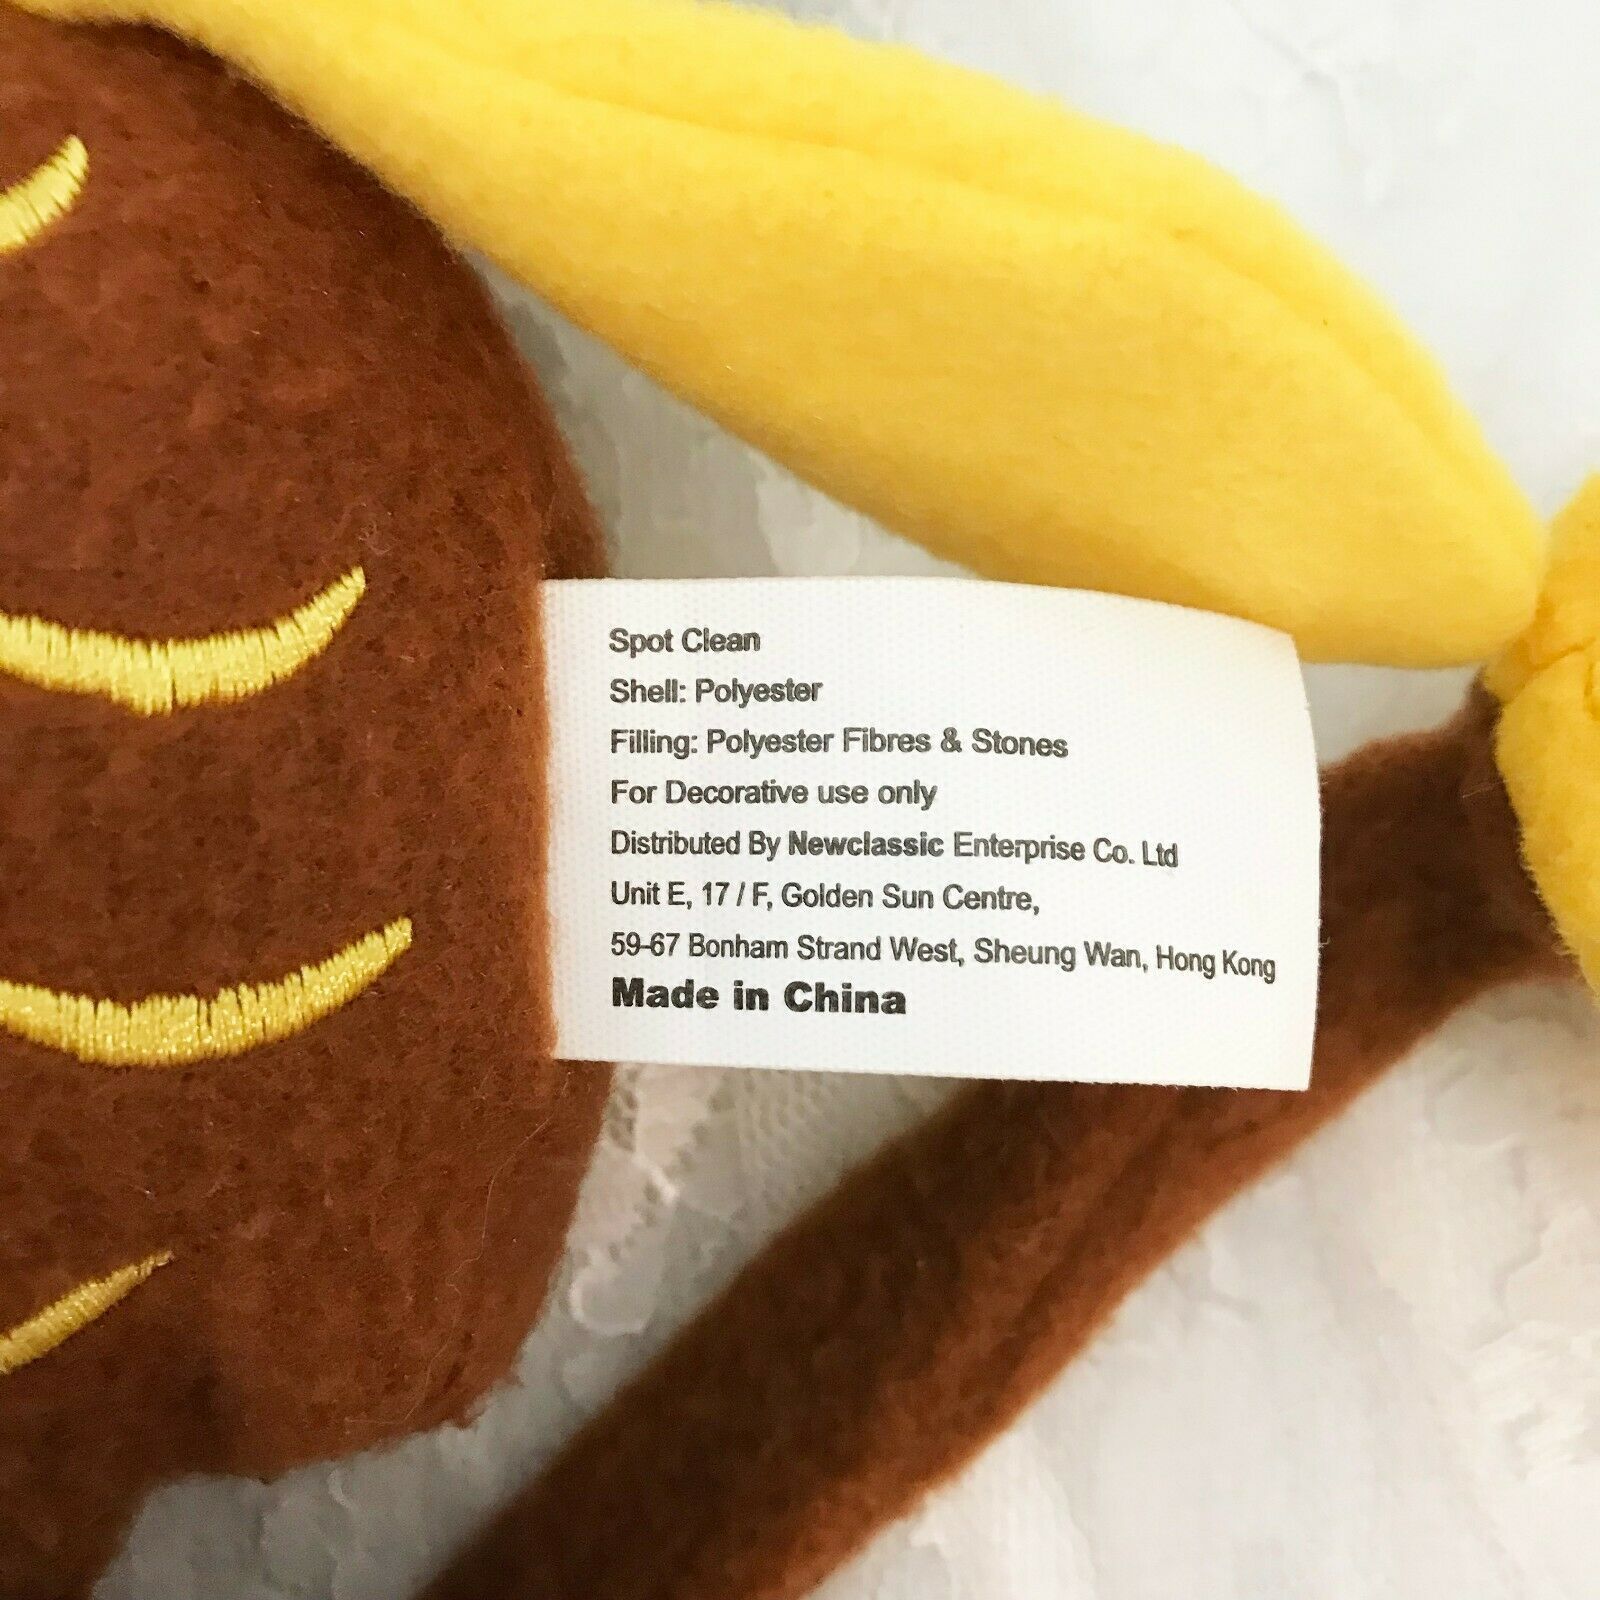 Spot Clean
Shell: Polyester
Filling: Polyester Fibres & Stones
For Decorative use only
Distributed By Newclassic Enterprise Co. Ltd
Unit E, 17 / F, Golden Sun Centre,
59-67 Bonham Strand West, Sheung Wan, Hong Kong
Made in China